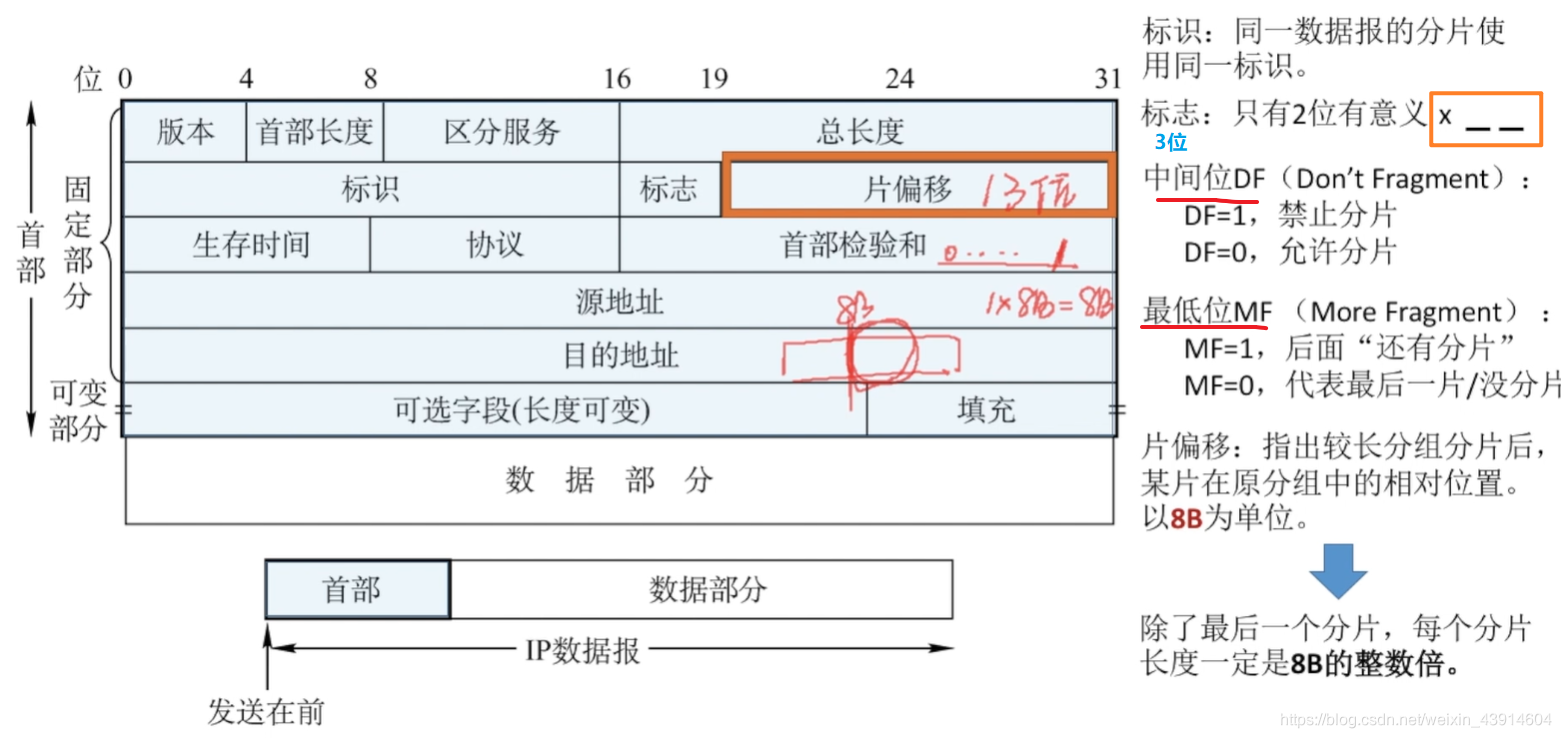 位 0 4 8 16 19 24 31
版本 首部长度 区分服务 总长度
标识 标志 片偏移 13位
生存时间 协议 首部检验和 0····1
源地址 1×8B=8B
8B
目的地址
可选字段(长度可变) 填充
数 据 部 分
首部
固定部分
可变部分
首部 数据部分
IP数据报
发送在前
标识：同一数据报的分片使
用同一标识。
标志：只有2位有意义 x _ _
3位
中间位DF（Don't Fragment）：
DF=1，禁止分片
DF=0，允许分片
最低位MF（More Fragment）：
MF=1，后面“还有分片”
MF=0，代表最后一片/没分片
片偏移：指出较长分组分片后，
某片在原分组中的相对位置。
以8B为单位。
除了最后一个分片，每个分片
长度一定是8B的整数倍。
https://blog.csdn.net/weixin_43914604